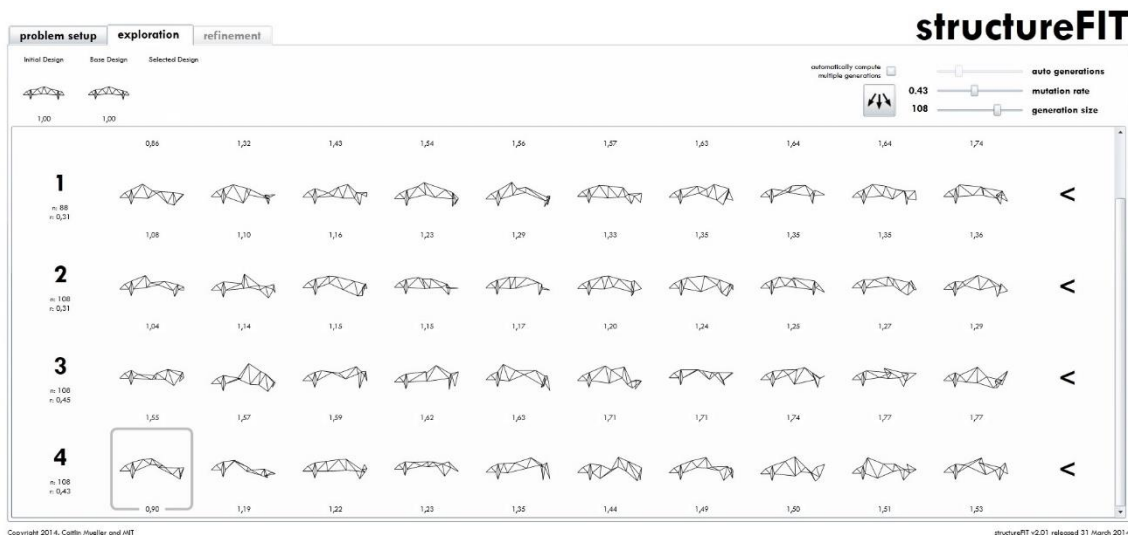 structureFIT
problem setup exploration refinement
Initial Design Base Design Selected Design
automatically compute
multiple generations
auto generations
0.43 mutation rate
108 generation size
1,00 1,00
0,86 1,32 1,43 1,54 1,56 1,57 1,63 1,64 1,64 1,74
1
n: 88
r: 0,31
<
1,08 1,10 1,16 1,23 1,29 1,33 1,35 1,35 1,35 1,36
2
n: 108
r: 0,31
<
1,04 1,14 1,15 1,15 1,17 1,20 1,24 1,25 1,27 1,29
3
n: 108
r: 0,45
<
1,55 1,57 1,59 1,62 1,63 1,71 1,71 1,74 1,77 1,77
4
n: 108
r: 0,43
<
0,90 1,19 1,22 1,23 1,35 1,44 1,49 1,50 1,51 1,53
Copyright 2014, Caitlin Mueller and MIT
structureFIT v2.01 released 31 March 2014